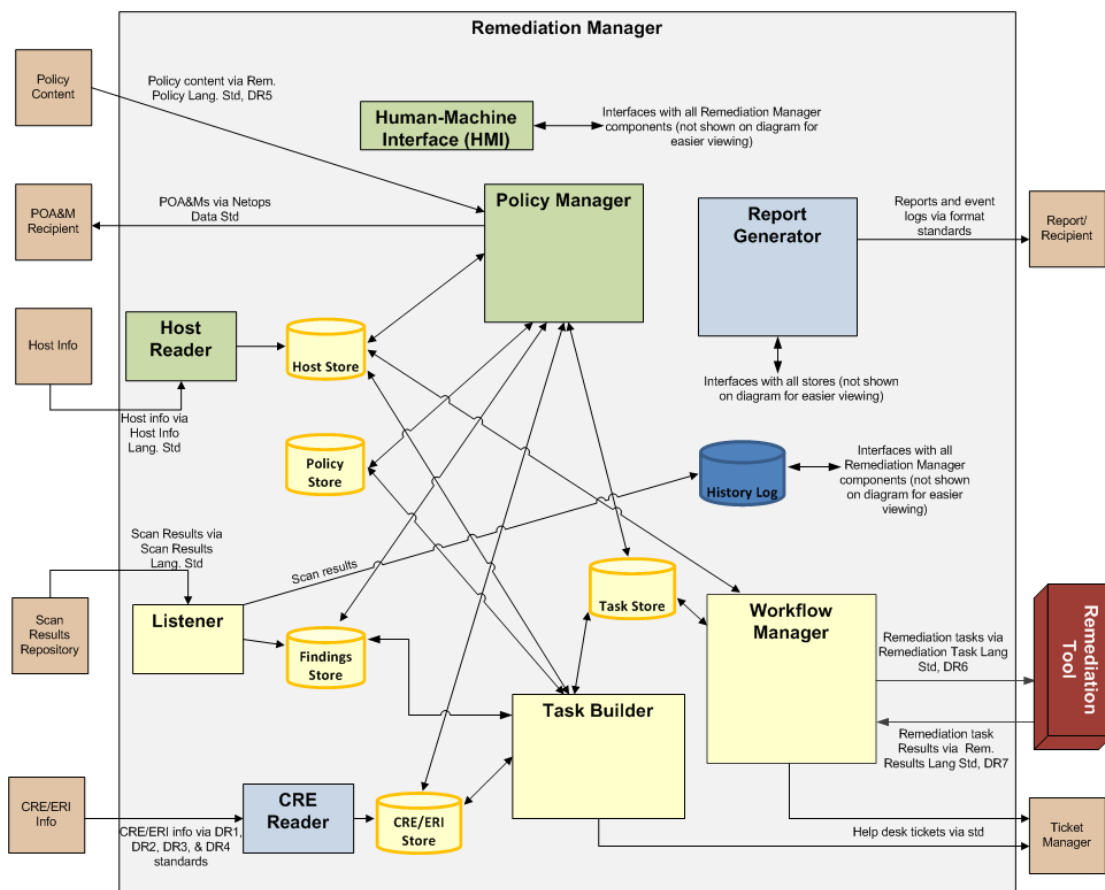 Remediation Manager
Policy
Content
Policy content via Rem.
Policy Lang. Std, DR5
Human-Machine
Interface (HMI)
Interfaces with all Remediation Manager
components (not shown on diagram for
easier viewing)
POA&M
Recipient
POA&Ms via Netops
Data Std
Policy Manager
Report
Generator
Reports and event
logs via format
standards
Report/
Recipient
Host Info
Host
Reader
Host Store
Host info via
Host Info
Lang. Std
Interfaces with all stores (not shown
on diagram for easier viewing)
Policy
Store
History Log
Interfaces with all
Remediation Manager
components (not shown
on diagram for easier
viewing)
Scan Results via
Scan Results
Lang. Std
Scan results
Scan
Results
Repository
Listener
Findings
Store
Task Store
Workflow
Manager
Remediation tasks via
Remediation Task Lang
Std, DR6
Remediation
Tool
Task Builder
Remediation task
Results via Rem.
Results Lang Std, DR7
CRE/ERI
Info
CRE/ERI info via DR1,
DR2, DR3, & DR4
standards
CRE
Reader
CRE/ERI
Store
Help desk tickets via std
Ticket
Manager